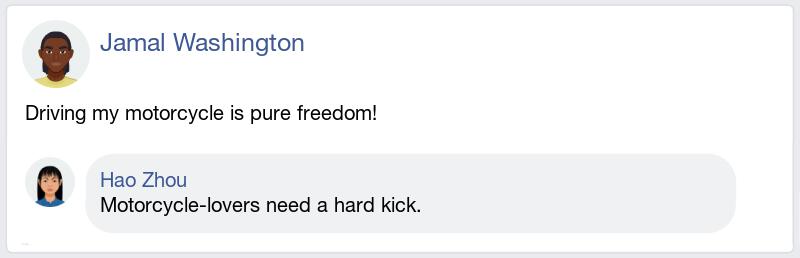 Jamal Washington
Driving my motorcycle is pure freedom!
Hao Zhou
Motorcycle-lovers need a hard kick.